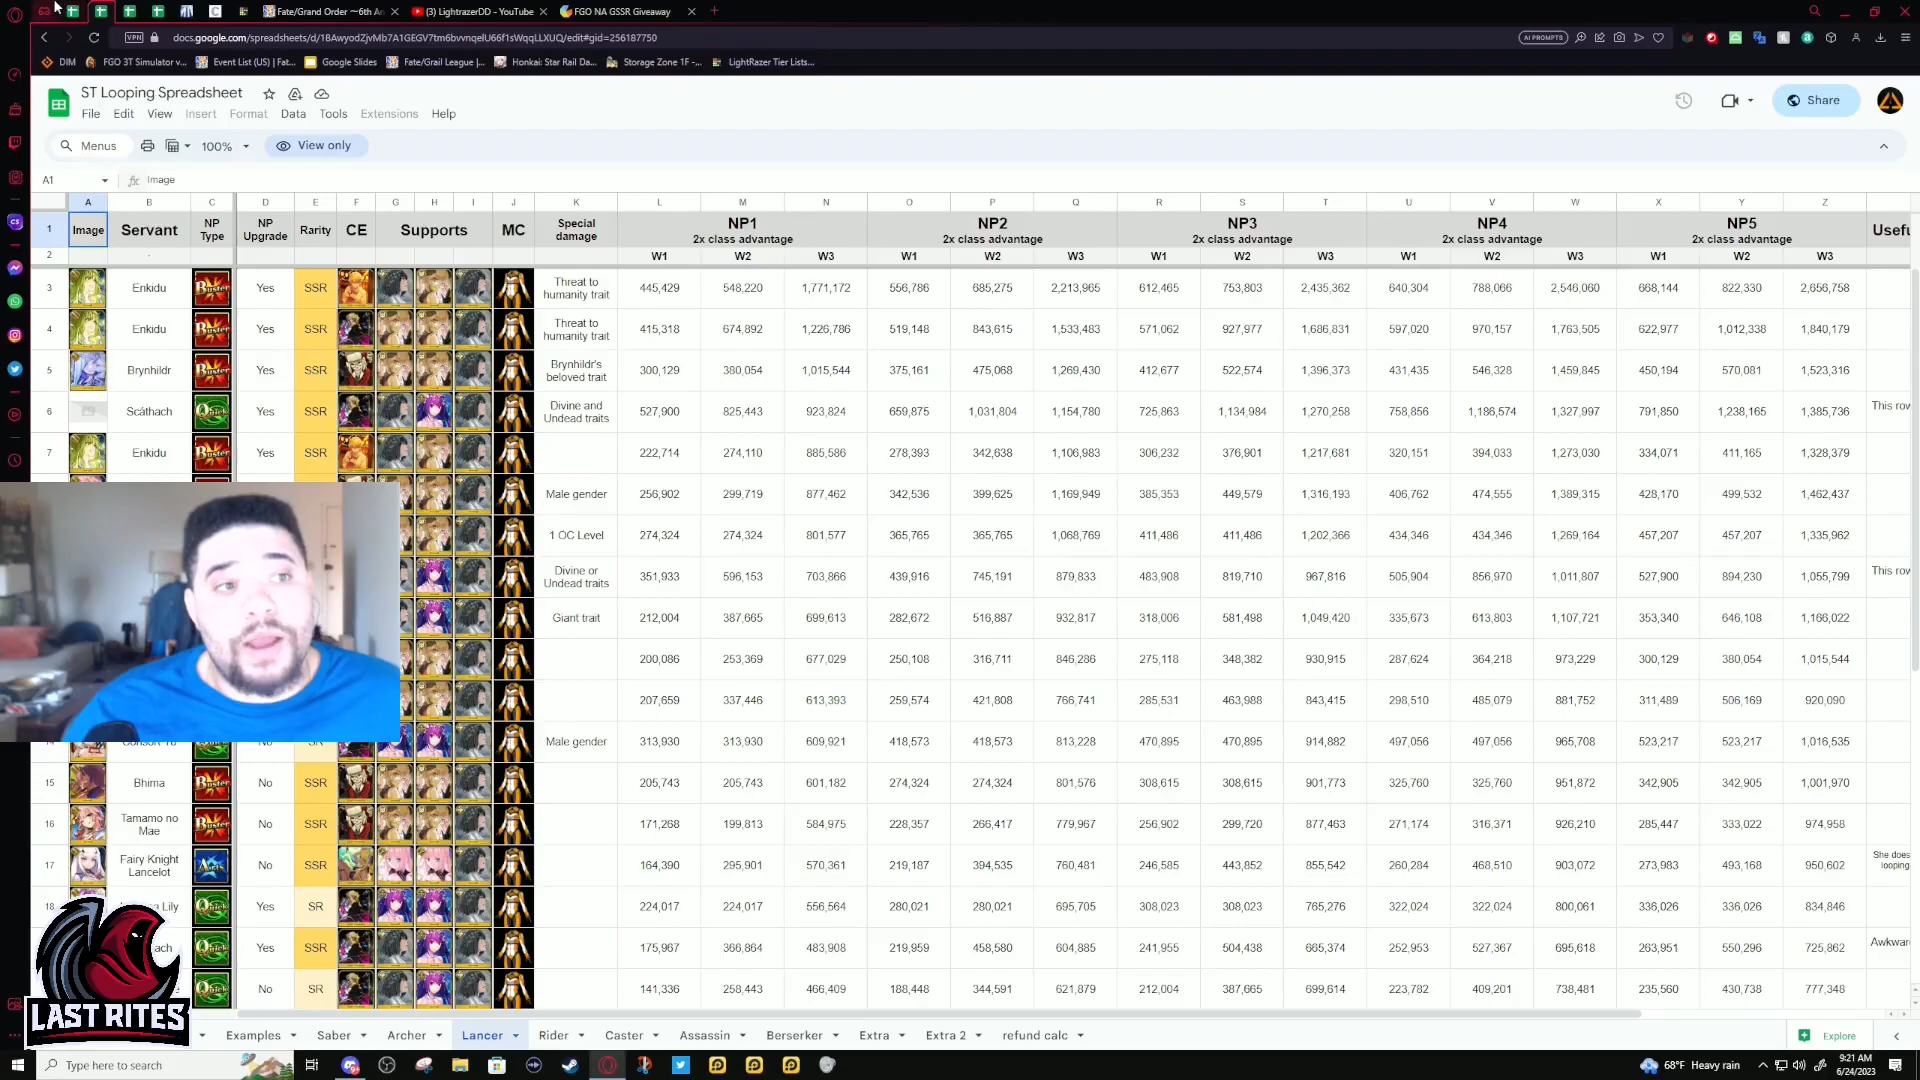 Fate/Grand Order 〜6th An
(3) LightrazerDD - YouTube
FGO NA GSSR Giveaway
VPN
docs.google.com/spreadsheets/d/1BAwyodZjvMb7A1GEGV7tm6bvvnqelU66f1sWqqLLXUQ/edit#gid=256187750
AI PROMPTS
DIM FGO 3T Simulator v... Event List (US) | Fat... Google Slides Fate/Grail League |... Honkai: Star Rail Da... Storage Zone 1F -... LightRazer Tier Lists...
ST Looping Spreadsheet
Share
File Edit View Insert Format Data Tools Extensions Help
Menus 100% View only
A1 fx Image
A B C D E F G H I J K L M N O P Q R S T U V W X Y Z
1 Image Servant NP Type NP Upgrade Rarity CE Supports MC Special damage NP1 2x class advantage NP2 2x class advantage NP3 2x class advantage NP4 2x class advantage NP5 2x class advantage Usefu
2 W1 W2 W3 W1 W2 W3 W1 W2 W3 W1 W2 W3 W1 W2 W3
3 Enkidu Buster Yes SSR Threat to humanity trait 445,429 548,220 1,771,172 556,786 685,275 2,213,965 612,465 753,803 2,435,362 640,304 788,066 2,546,060 668,144 822,330 2,656,758
4 Enkidu Buster Yes SSR Threat to humanity trait 415,318 674,892 1,226,786 519,148 843,615 1,533,483 571,062 927,977 1,686,831 597,020 970,157 1,763,505 622,977 1,012,338 1,840,179
5 Brynhildr Buster Yes SSR Brynhildr's beloved trait 300,129 380,054 1,015,544 375,161 475,068 1,269,430 412,677 522,574 1,396,373 431,435 546,328 1,459,845 450,194 570,081 1,523,316
6 Scáthach Quick Yes SSR Divine and Undead traits 527,900 825,443 923,824 659,875 1,031,804 1,154,780 725,863 1,134,984 1,270,258 758,856 1,186,574 1,327,997 791,850 1,238,165 1,385,736 This row
7 Enkidu Buster Yes SSR 222,714 274,110 885,586 278,393 342,638 1,106,983 306,232 376,901 1,217,681 320,151 394,033 1,273,030 334,071 411,165 1,328,379
Male gender 256,902 299,719 877,462 342,536 399,625 1,169,949 385,353 449,579 1,316,193 406,762 474,555 1,389,315 428,170 499,532 1,462,437
1 OC Level 274,324 274,324 801,577 365,765 365,765 1,068,769 411,486 411,486 1,202,366 434,346 434,346 1,269,164 457,207 457,207 1,335,962
Divine or Undead traits 351,933 596,153 703,866 439,916 745,191 879,833 483,908 819,710 967,816 505,904 856,970 1,011,807 527,900 894,230 1,055,799 This row
Giant trait 212,004 387,665 699,613 282,672 516,887 932,817 318,006 581,498 1,049,420 335,673 613,803 1,107,721 353,340 646,108 1,166,022
200,086 253,369 677,029 250,108 316,711 846,286 275,118 348,382 930,915 287,624 364,218 973,229 300,129 380,054 1,015,544
207,659 337,446 613,393 259,574 421,808 766,741 285,531 463,988 843,415 298,510 485,079 881,752 311,489 506,169 920,090
Male gender 313,930 313,930 609,921 418,573 418,573 813,228 470,895 470,895 914,882 497,056 497,056 965,708 523,217 523,217 1,016,535
15 Bhima Buster No SSR 205,743 205,743 601,182 274,324 274,324 801,576 308,615 308,615 901,773 325,760 325,760 951,872 342,905 342,905 1,001,970
16 Tamamo no Mae Buster No SSR 171,268 199,813 584,975 228,357 266,417 779,967 256,902 299,720 877,463 271,174 316,371 926,210 285,447 333,022 974,958
17 Fairy Knight Lancelot Arts No SSR 164,390 295,901 570,361 219,187 394,535 760,481 246,585 443,852 855,542 260,284 468,510 903,072 273,983 493,168 950,602 She does looping
18 Lily Quick Yes SR 224,017 224,017 556,564 280,021 280,021 695,705 308,023 308,023 765,276 322,024 322,024 800,061 336,026 336,026 834,846
ach Quick Yes SSR 175,967 366,864 483,908 219,959 458,580 604,885 241,955 504,438 665,374 252,953 527,367 695,618 263,951 550,296 725,862 Awkwar
Quick No SR 141,336 258,443 466,409 188,448 344,591 621,879 212,004 387,665 699,614 223,782 409,201 738,481 235,560 430,738 777,348
LAST RITES
Examples Saber Archer Lancer Rider Caster Assassin Berserker Extra Extra 2 refund calc Explore
Type here to search
68°F Heavy rain
9:21 AM
6/24/2023